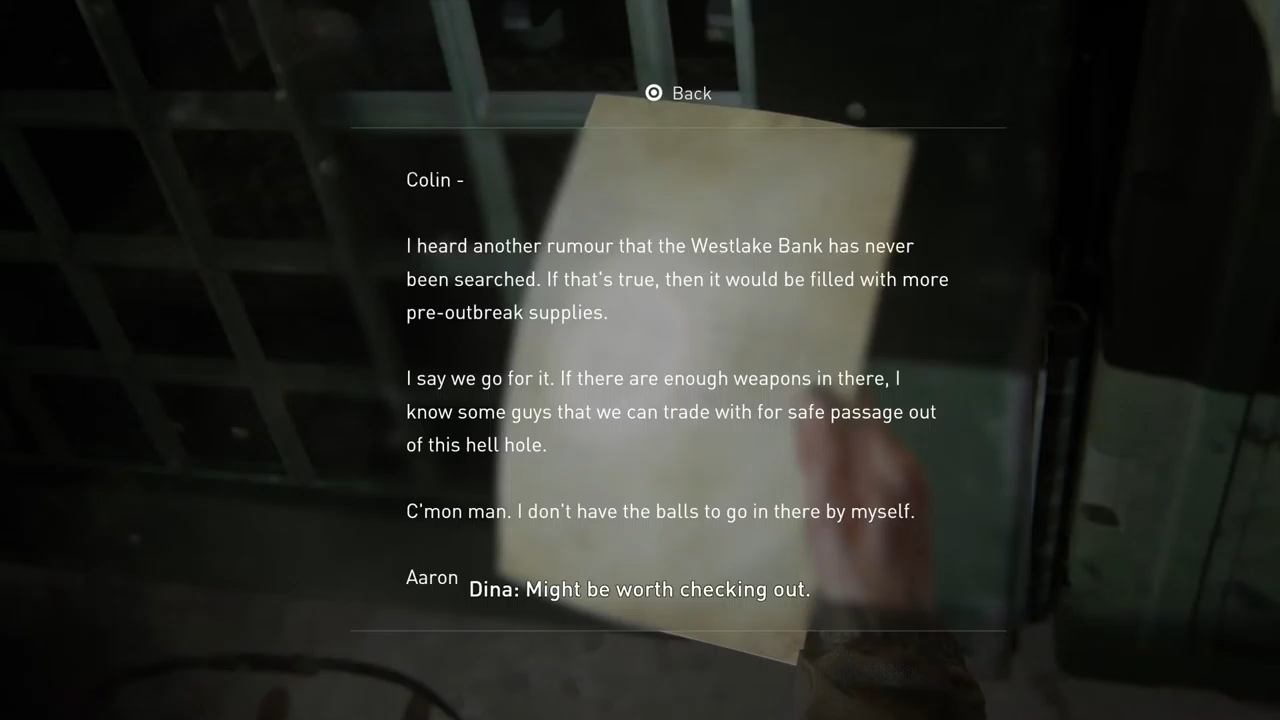 Back
Colin -
I heard another rumour that the Westlake Bank has never
been searched. If that's true, then it would be filled with more
pre-outbreak supplies.
I say we go for it. If there are enough weapons in there, I
know some guys that we can trade with for safe passage out
of this hell hole.
C'mon man. I don't have the balls to go in there by myself.
Aaron
Dina: Might be worth checking out.